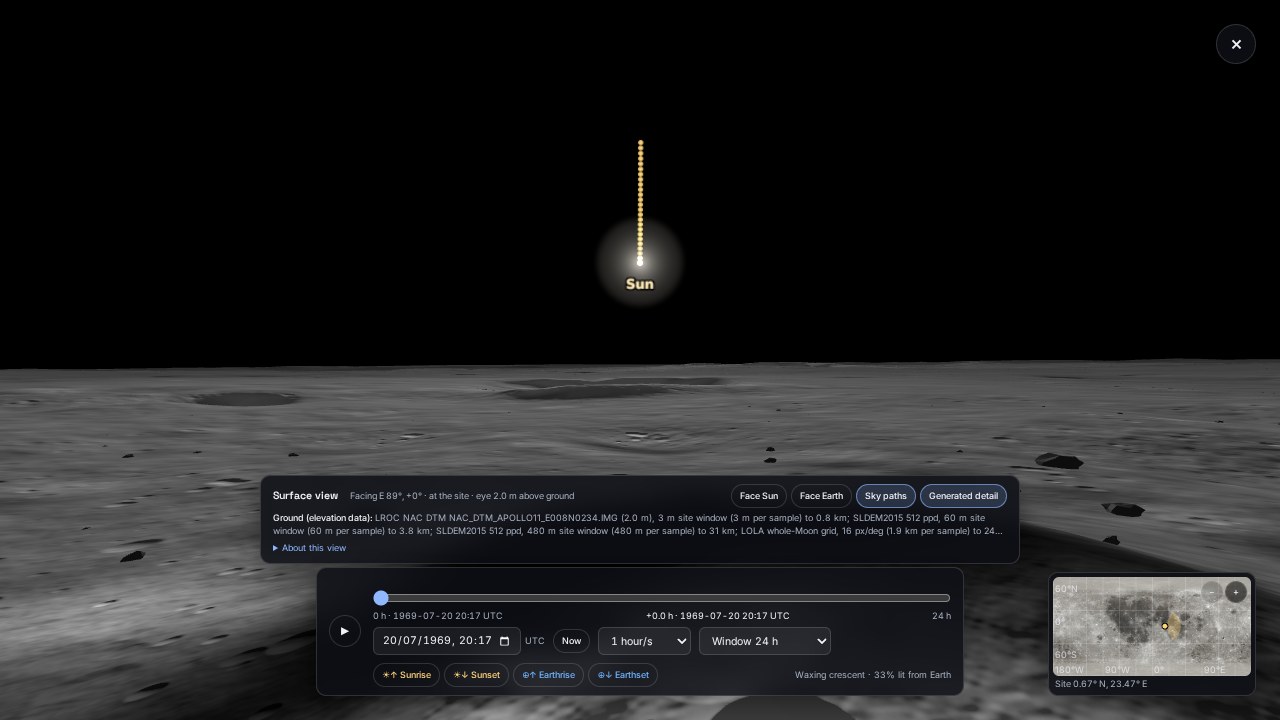 ×
Sun
Surface view Facing E 89°, +0° · at the site · eye 2.0 m above ground Face Sun Face Earth Sky paths Generated detail
Ground (elevation data): LROC NAC DTM NAC_DTM_APOLLO11_E008N0234.IMG (2.0 m), 3 m site window (3 m per sample) to 0.8 km; SLDEM2015 512 ppd, 60 m site
window (60 m per sample) to 3.8 km; SLDEM2015 512 ppd, 480 m site window (480 m per sample) to 31 km; LOLA whole-Moon grid, 16 px/deg (1.9 km per sample) to 24…
▶ About this view
▶
0 h · 1969-07-20 20:17 UTC +0.0 h · 1969-07-20 20:17 UTC 24 h
20/07/1969, 20:17 UTC Now 1 hour/s Window 24 h
☀↑ Sunrise ☀↓ Sunset ⊕↑ Earthrise ⊕↓ Earthset Waxing crescent · 33% lit from Earth
− +
60°N
0°
60°S
180°W 90°W 0° 90°E
Site 0.67° N, 23.47° E